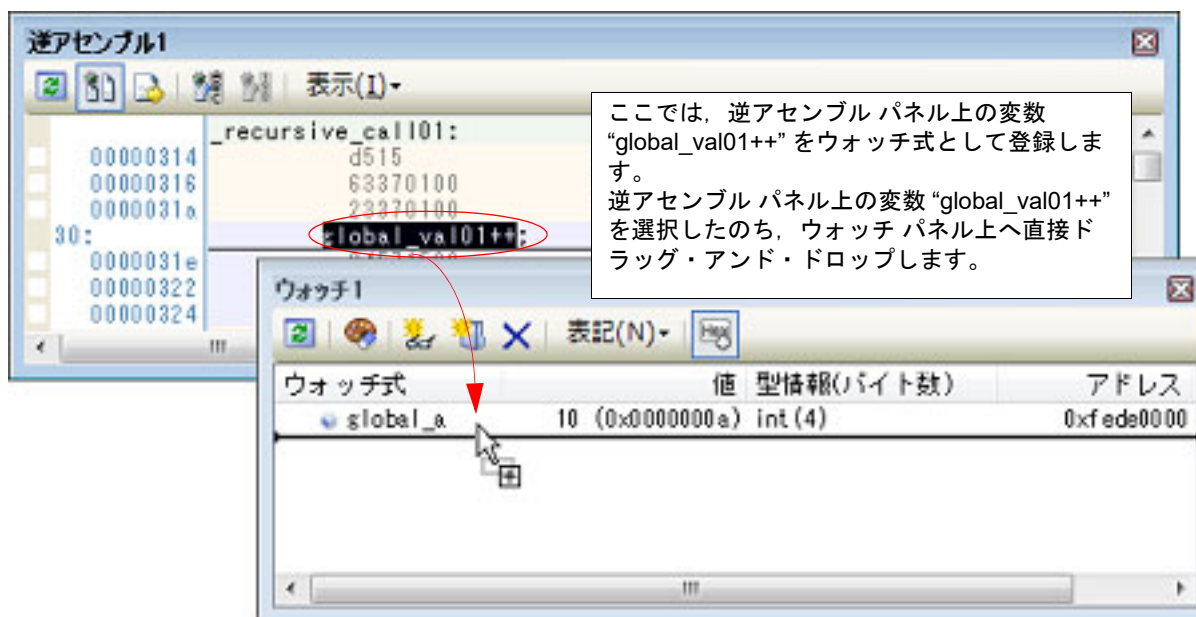 逆アセンブル1
表示(I)
_recursive_call01:
00000314 d515
00000316 63370100
0000031a 23370100
30: global_val01++;
0000031e
00000322
00000324
ここでは，逆アセンブル パネル上の変数
“global_val01++” をウォッチ式として登録しま
す。
逆アセンブル パネル上の変数 “global_val01++”
を選択したのち，ウォッチ パネル上へ直接ド
ラッグ・アンド・ドロップします。
ウォッチ1
表記(N) Hex
ウォッチ式 値 型情報(バイト数) アドレス
global_a 10 (0x0000000a) int(4) 0xfede0000